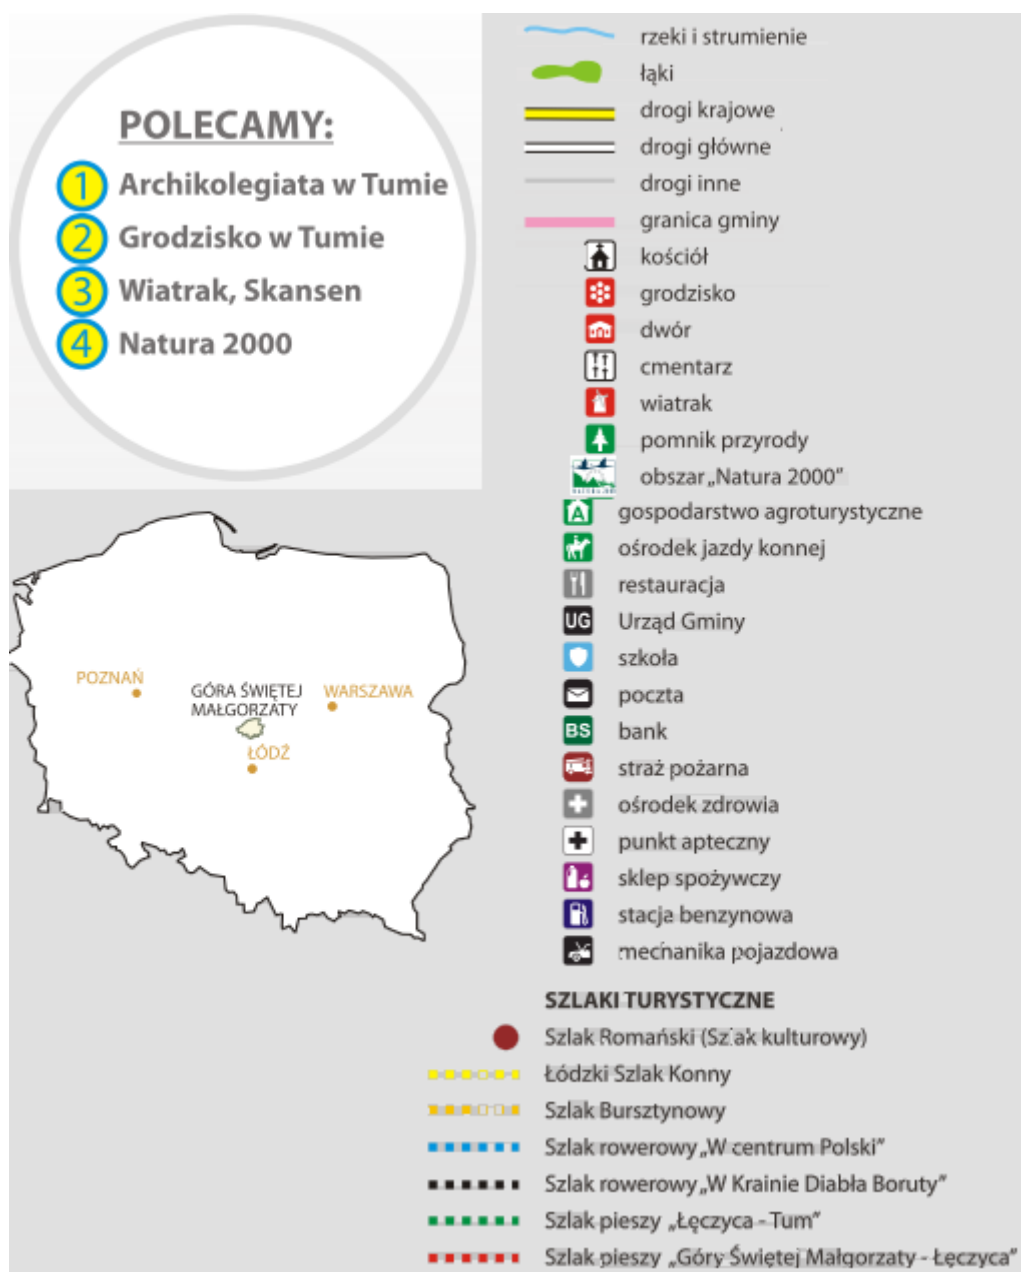 POLECAMY:
1 Archikolegiata w Tumie
2 Grodzisko w Tumie
3 Wiatrak, Skansen
4 Natura 2000
POZNAŃ
GÓRA ŚWIĘTEJ
MAŁGORZATY
WARSZAWA
ŁÓDŹ
rzeki i strumienie
łąki
drogi krajowe
drogi główne
drogi inne
granica gminy
kościół
grodzisko
dwór
cmentarz
wiatrak
pomnik przyrody
obszar „Natura 2000”
A gospodarstwo agroturystyczne
ośrodek jazdy konnej
restauracja
UG Urząd Gminy
szkoła
poczta
BS bank
straż pożarna
ośrodek zdrowia
punkt apteczny
sklep spożywczy
stacja benzynowa
mechanika pojazdowa
SZLAKI TURYSTYCZNE
Szlak Romański (Szlak kulturowy)
Łódzki Szlak Konny
Szlak Bursztynowy
Szlak rowerowy „W centrum Polski”
Szlak rowerowy „W Krainie Diabła Boruty”
Szlak pieszy „Łęczyca - Tum”
Szlak pieszy „Góry Świętej Małgorzaty - Łęczyca”